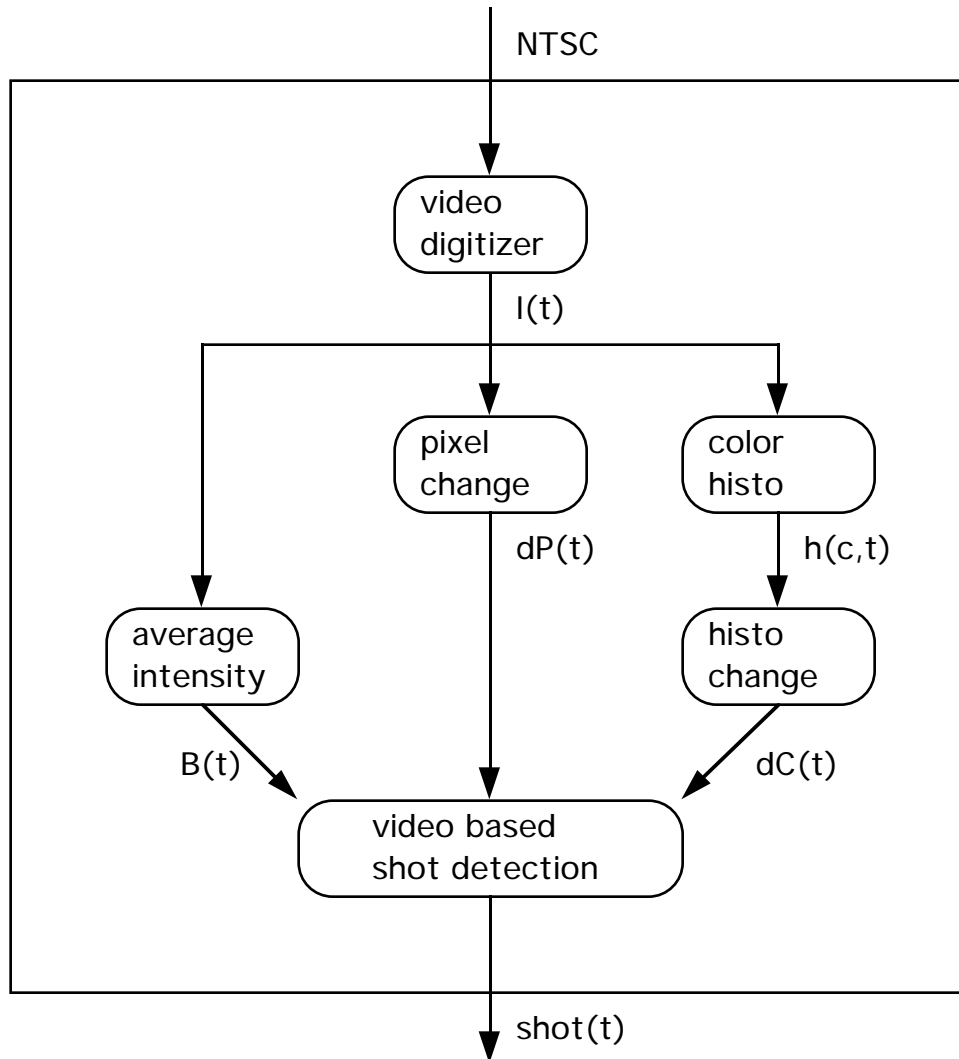 NTSC
video
digitizer
I(t)
pixel
change
color
histo
dP(t)
h(c,t)
average
intensity
histo
change
B(t)
dC(t)
video based
shot detection
shot(t)